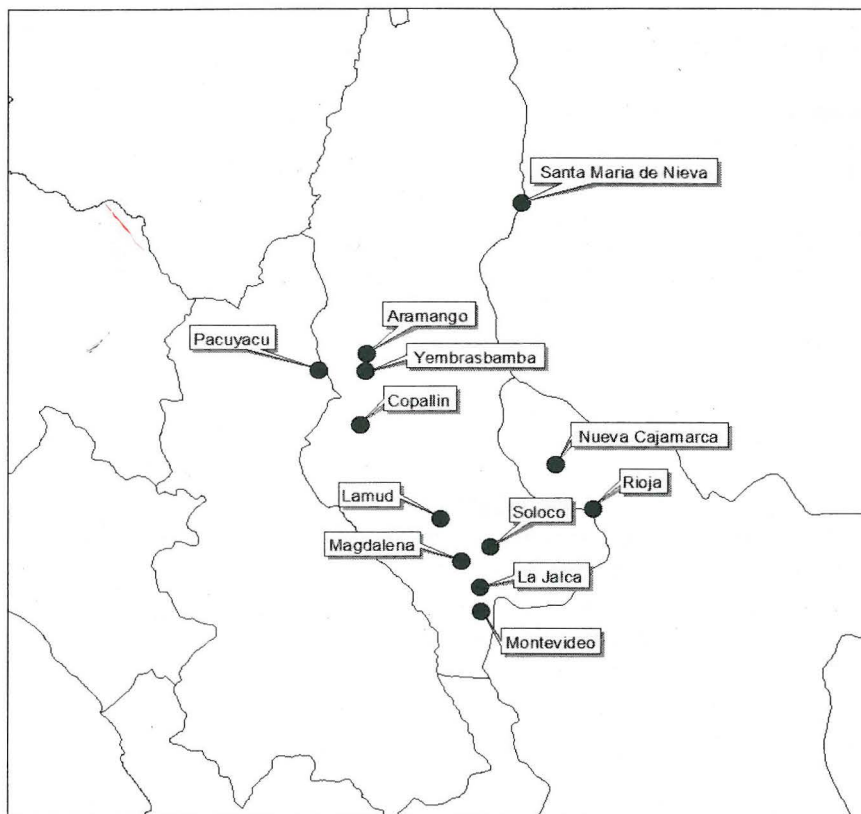 Santa Maria de Nieva
Aramango
Pacuyacu
Yembrasbamba
Copallin
Nueva Cajamarca
Rioja
Lamud
Soloco
Magdalena
La Jalca
Montevideo